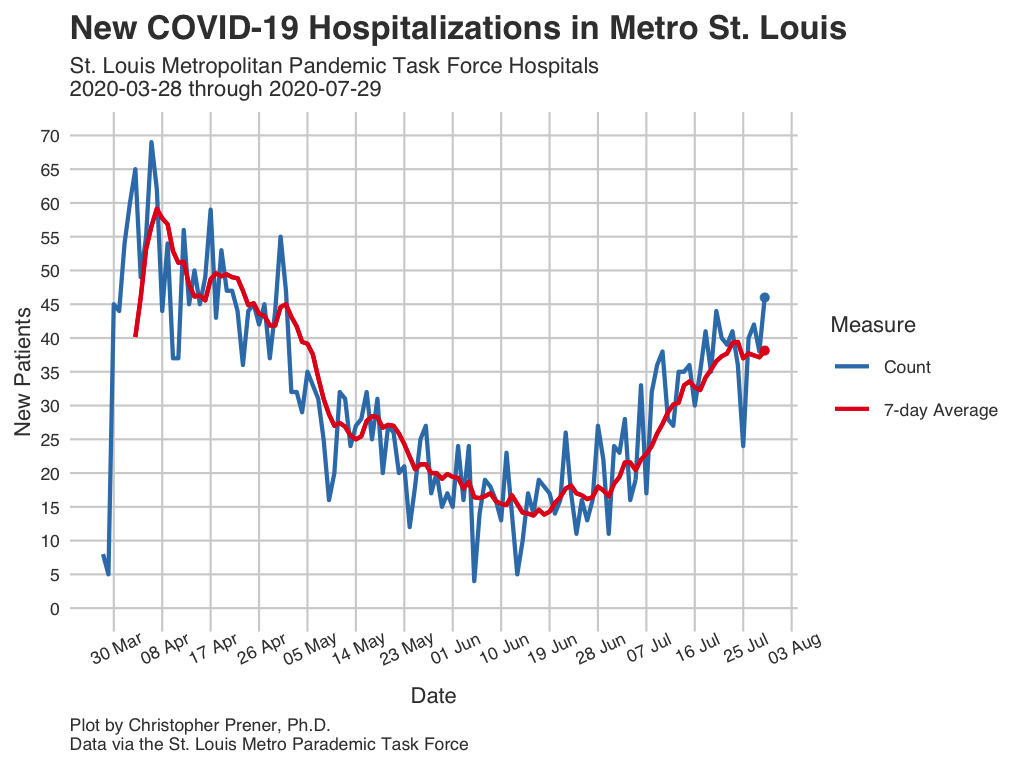 New COVID-19 Hospitalizations in Metro St. Louis
St. Louis Metropolitan Pandemic Task Force Hospitals
2020-03-28 through 2020-07-29
70
65
60
55
50
45
40
35
30
25
20
15
10
5
0
New Patients
30 Mar
08 Apr
17 Apr
26 Apr
05 May
14 May
23 May
01 Jun
10 Jun
19 Jun
28 Jun
07 Jul
16 Jul
25 Jul
03 Aug
Date
Measure
Count
7-day Average
Plot by Christopher Prener, Ph.D.
Data via the St. Louis Metro Parademic Task Force